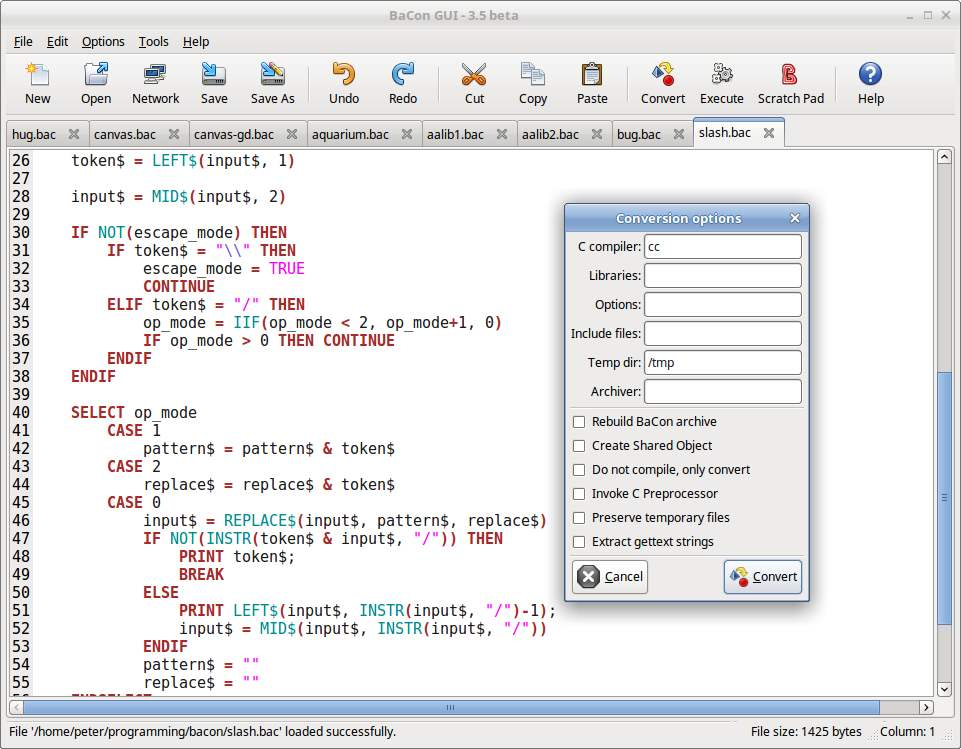 BaCon GUI - 3.5 beta
File Edit Options Tools Help
New Open Network Save Save As Undo Redo Cut Copy Paste Convert Execute Scratch Pad Help
hug.bac canvas.bac canvas-gd.bac aquarium.bac aalib1.bac aalib2.bac bug.bac slash.bac
26 token$ = LEFT$(input$, 1)
27
28 input$ = MID$(input$, 2)
29
30 IF NOT(escape_mode) THEN
31 IF token$ = "\\" THEN
32 escape_mode = TRUE
33 CONTINUE
34 ELIF token$ = "/" THEN
35 op_mode = IIF(op_mode < 2, op_mode+1, 0)
36 IF op_mode > 0 THEN CONTINUE
37 ENDIF
38 ENDIF
39
40 SELECT op_mode
41 CASE 1
42 pattern$ = pattern$ & token$
43 CASE 2
44 replace$ = replace$ & token$
45 CASE 0
46 input$ = REPLACE$(input$, pattern$, replace$)
47 IF NOT(INSTR(token$ & input$, "/")) THEN
48 PRINT token$;
49 BREAK
50 ELSE
51 PRINT LEFT$(input$, INSTR(input$, "/")-1);
52 input$ = MID$(input$, INSTR(input$, "/"))
53 ENDIF
54 pattern$ = ""
55 replace$ = ""
Conversion options
C compiler: cc
Libraries:
Options:
Include files:
Temp dir: /tmp
Archiver:
Rebuild BaCon archive
Create Shared Object
Do not compile, only convert
Invoke C Preprocessor
Preserve temporary files
Extract gettext strings
Cancel Convert
File '/home/peter/programming/bacon/slash.bac' loaded successfully. File size: 1425 bytes Column: 1